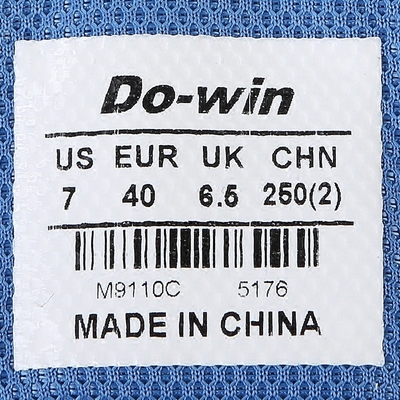 Do-win
US EUR UK CHN
7 40 6.5 250(2)
M9110C 5176
MADE IN CHINA